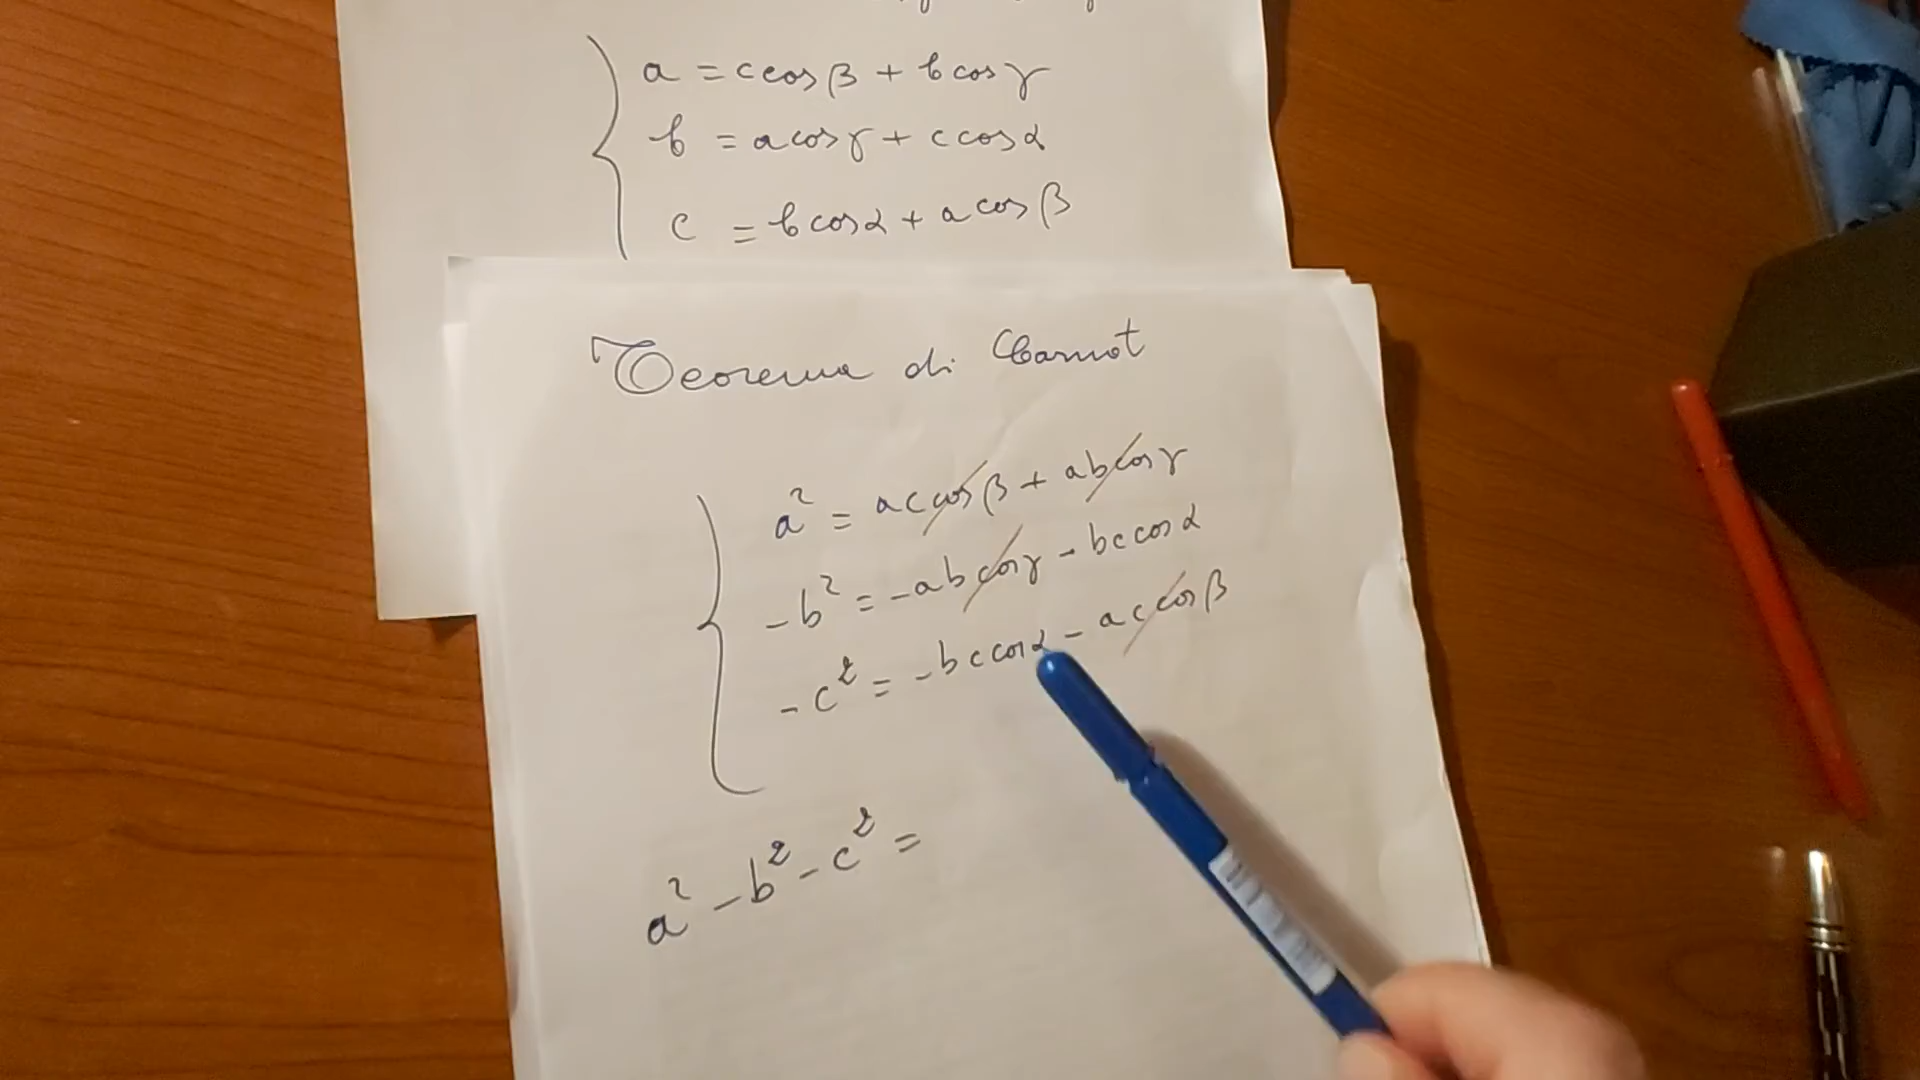 a = c cos β + b cos γ
b = a cos γ + c cos α
c = b cos α + a cos β
Teorema di Carnot
a² = ac cos β + ab cos γ
-b² = -ab cos γ - bc cos α
-c² = -bc cos α - ac cos β
a² - b² - c² =